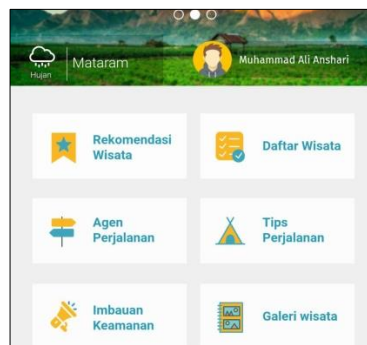 Hujan
Mataram
Muhammad Ali Anshari
Rekomendasi
Wisata
Daftar Wisata
Agen
Perjalanan
Tips
Perjalanan
Imbauan
Keamanan
Galeri wisata